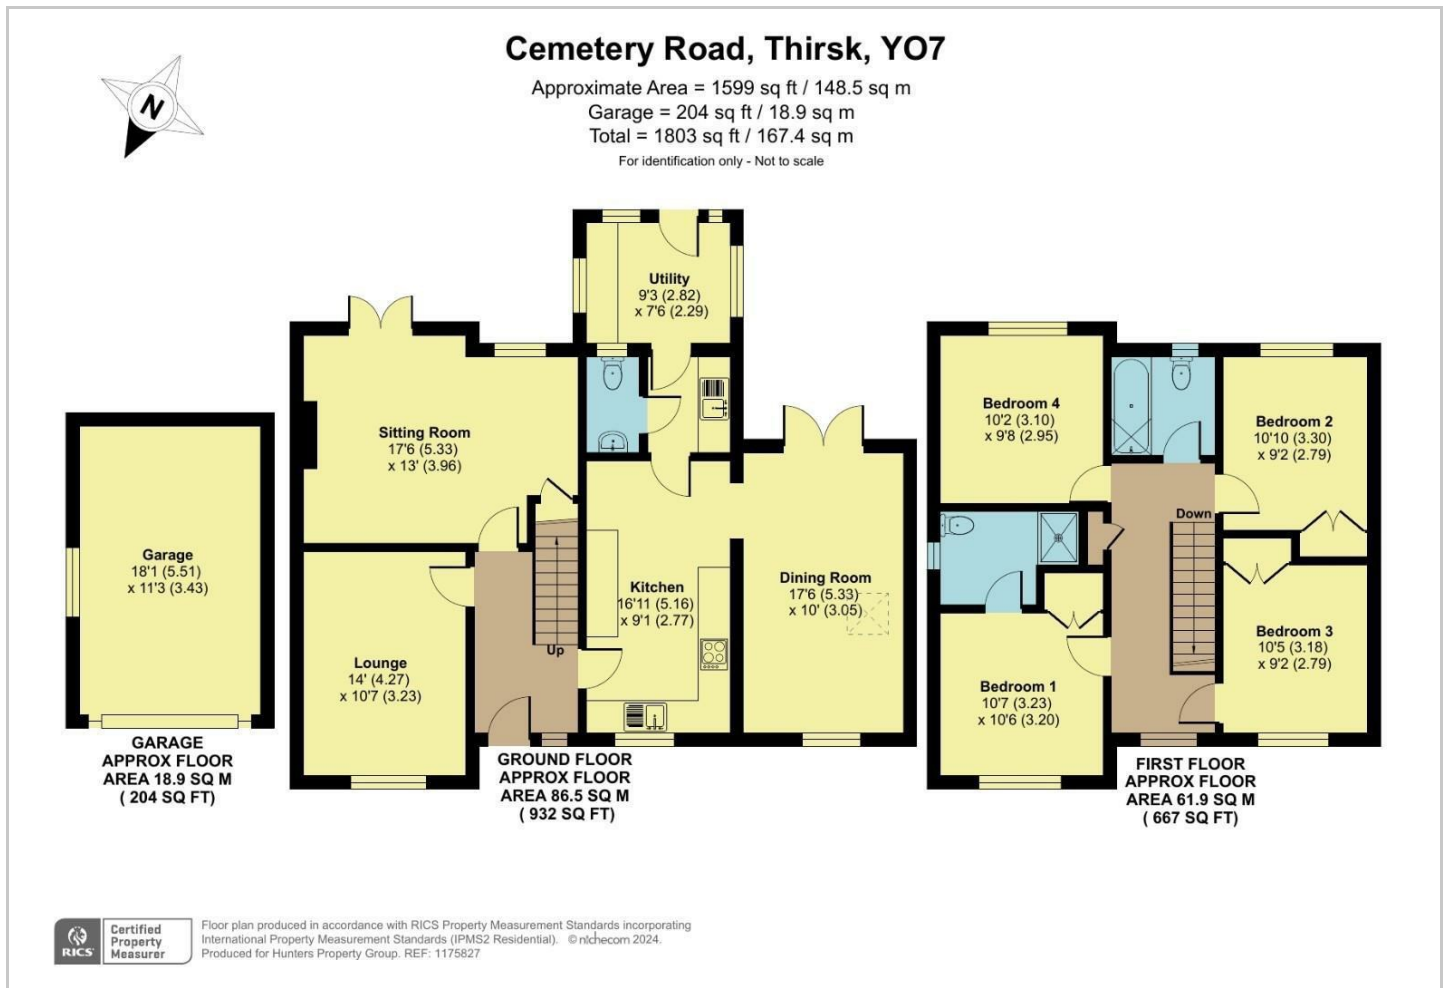 Cemetery Road, Thirsk, YO7
Approximate Area = 1599 sq ft / 148.5 sq m
Garage = 204 sq ft / 18.9 sq m
Total = 1803 sq ft / 167.4 sq m
For identification only - Not to scale
N
Utility
9'3 (2.82)
x 7'6 (2.29)
Sitting Room
17'6 (5.33)
x 13' (3.96)
Garage
18'1 (5.51)
x 11'3 (3.43)
Kitchen
16'11 (5.16)
x 9'1 (2.77)
Dining Room
17'6 (5.33)
x 10' (3.05)
Up
Lounge
14' (4.27)
x 10'7 (3.23)
Bedroom 4
10'2 (3.10)
x 9'8 (2.95)
Bedroom 2
10'10 (3.30)
x 9'2 (2.79)
Down
Bedroom 3
10'5 (3.18)
x 9'2 (2.79)
Bedroom 1
10'7 (3.23)
x 10'6 (3.20)
GARAGE
APPROX FLOOR
AREA 18.9 SQ M
( 204 SQ FT)
GROUND FLOOR
APPROX FLOOR
AREA 86.5 SQ M
( 932 SQ FT)
FIRST FLOOR
APPROX FLOOR
AREA 61.9 SQ M
( 667 SQ FT)
RICS
Certified
Property
Measurer
Floor plan produced in accordance with RICS Property Measurement Standards incorporating
International Property Measurement Standards (IPMS2 Residential). © nichecom 2024.
Produced for Hunters Property Group. REF: 1175827